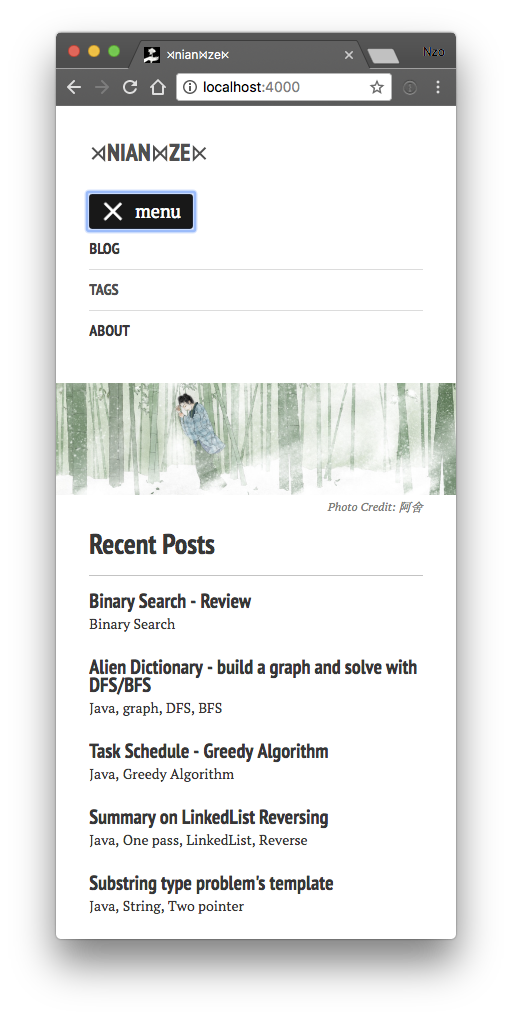 ⋊nian⋈ze⋉
Nzo
localhost:4000
⋊NIAN⋈ZE⋉
menu
BLOG
TAGS
ABOUT
Photo Credit: 阿舍
Recent Posts
Binary Search - Review
Binary Search
Alien Dictionary - build a graph and solve with
DFS/BFS
Java, graph, DFS, BFS
Task Schedule - Greedy Algorithm
Java, Greedy Algorithm
Summary on LinkedList Reversing
Java, One pass, LinkedList, Reverse
Substring type problem's template
Java, String, Two pointer